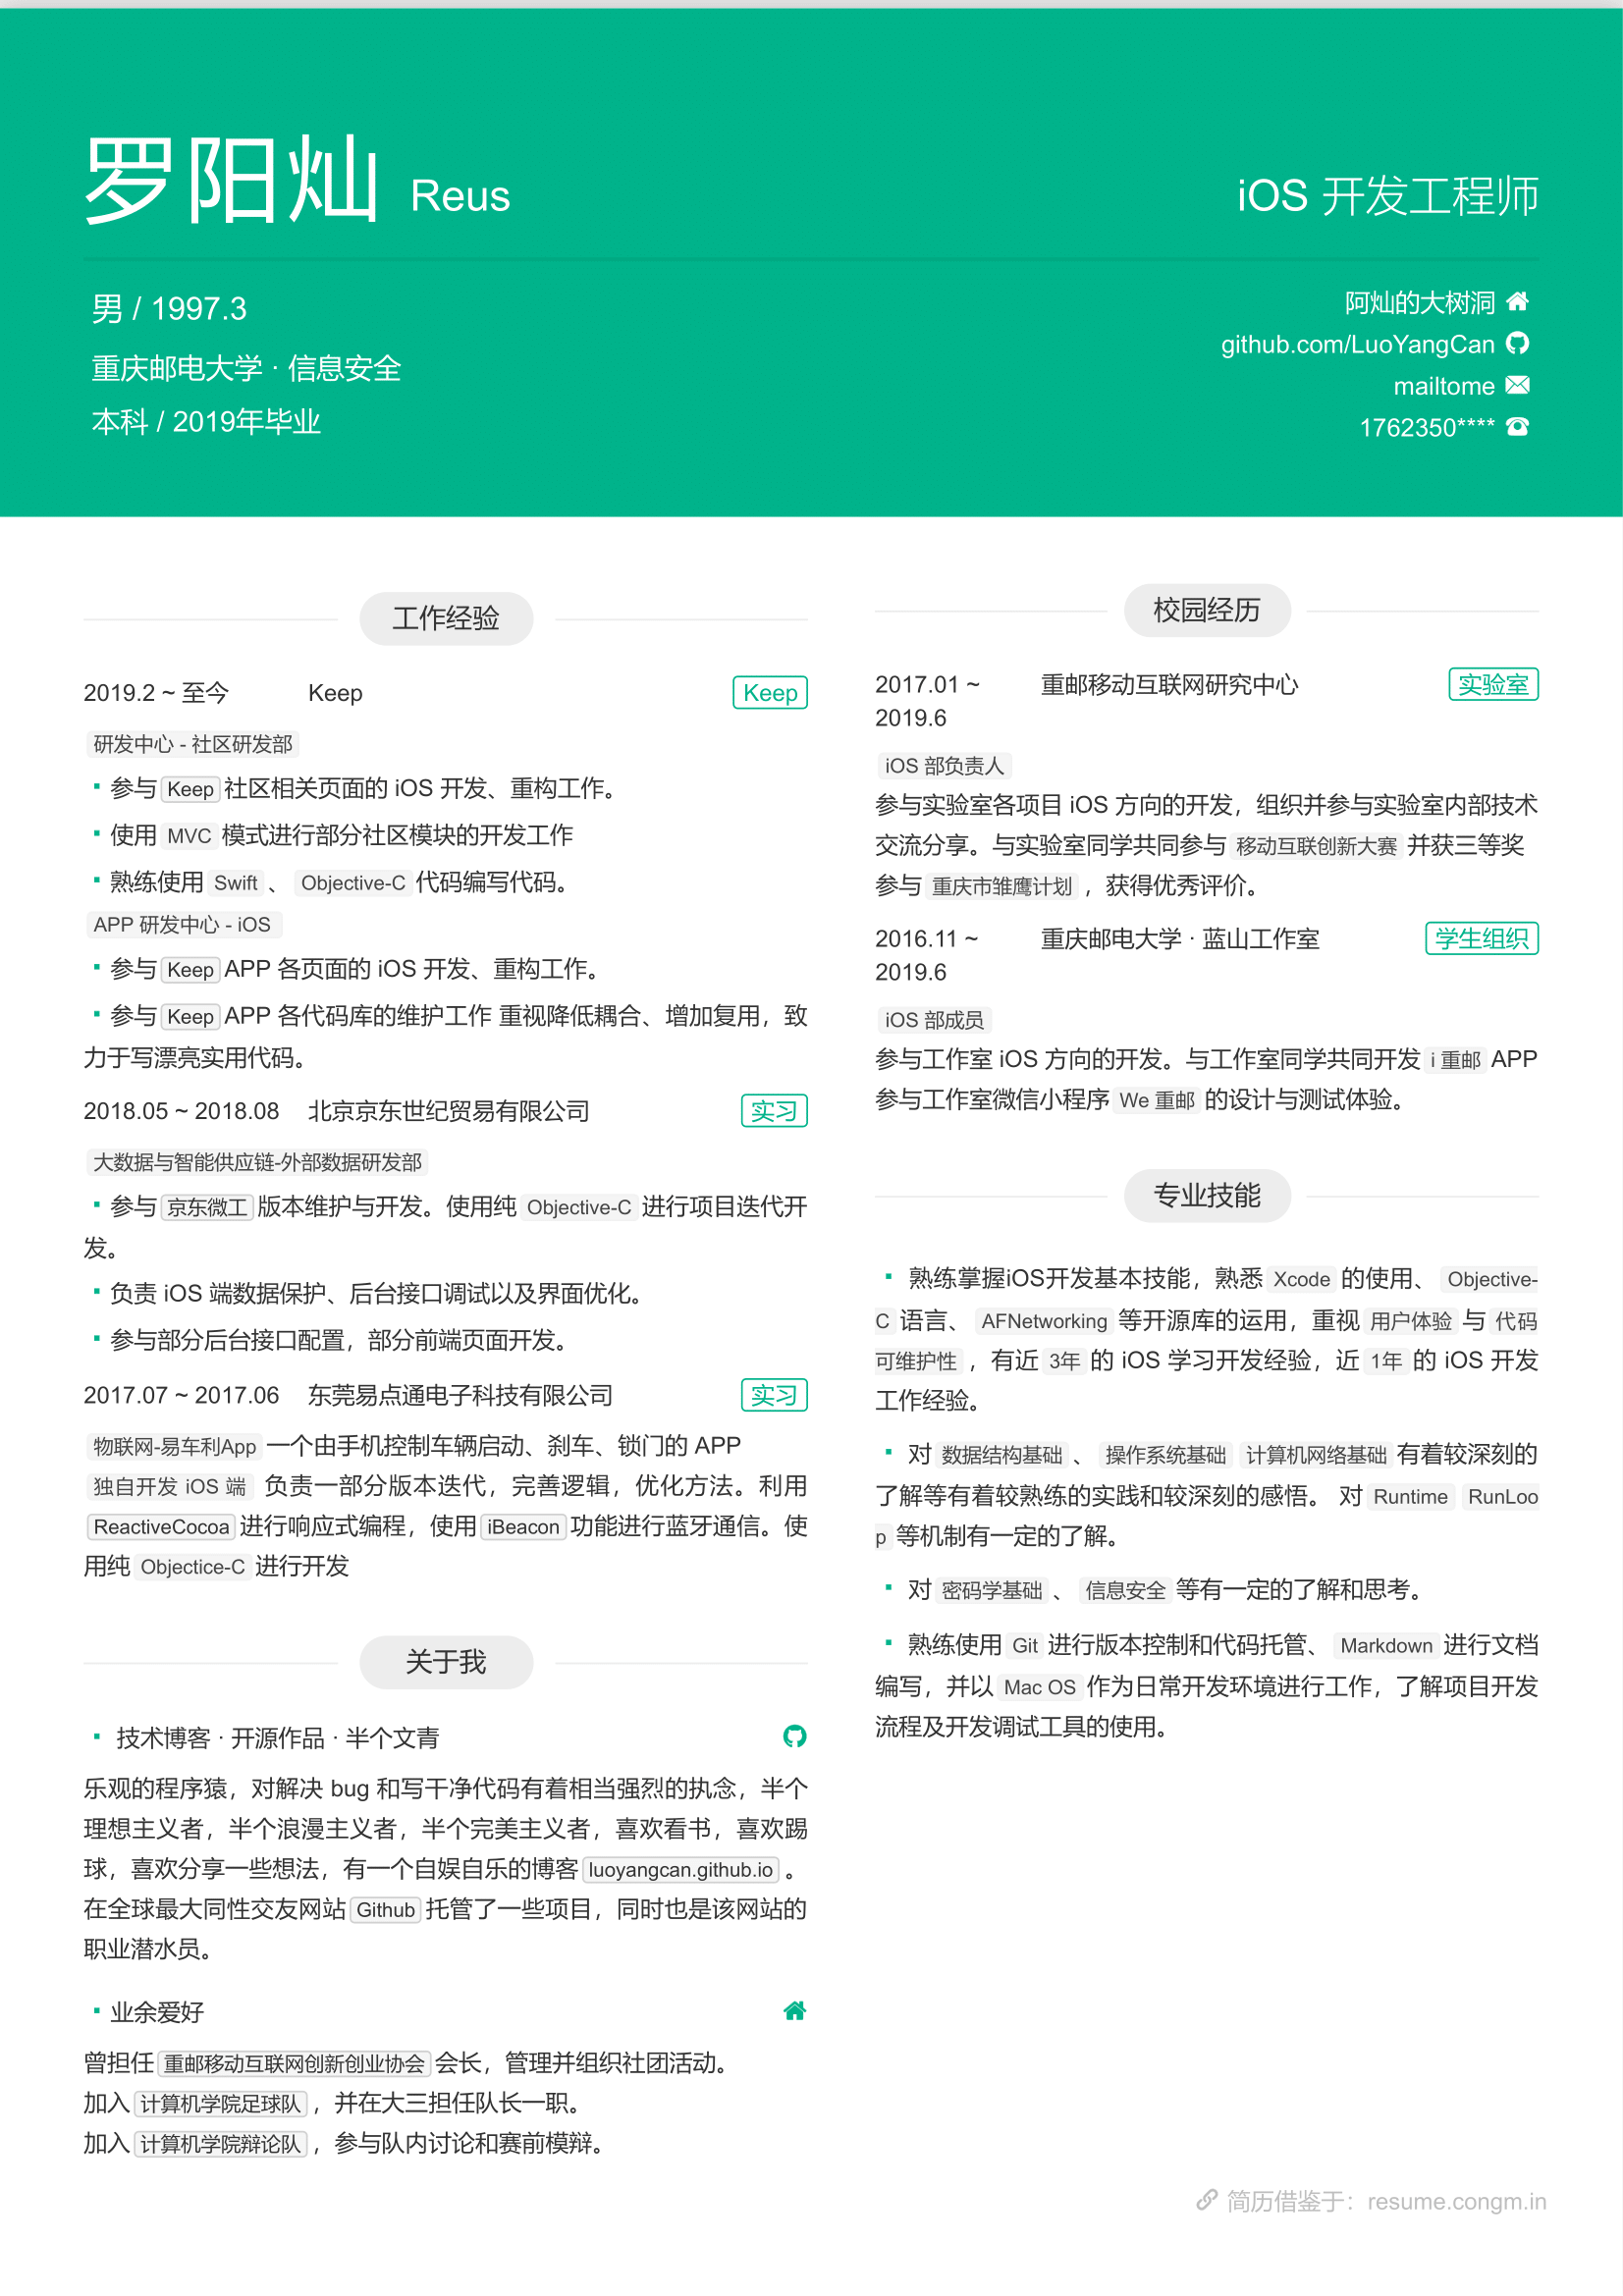 罗阳灿 Reus
iOS 开发工程师
男 / 1997.3
重庆邮电大学 · 信息安全
本科 / 2019年毕业
阿灿的大树洞
github.com/LuoYangCan
mailtome
1762350****
工作经验
2019.2 ~ 至今 Keep Keep
研发中心 - 社区研发部
参与 Keep 社区相关页面的 iOS 开发、重构工作。
使用 MVC 模式进行部分社区模块的开发工作
熟练使用 Swift 、 Objective-C 代码编写代码。
APP 研发中心 - iOS
参与 Keep APP 各页面的 iOS 开发、重构工作。
参与 Keep APP 各代码库的维护工作 重视降低耦合、增加复用，致
力于写漂亮实用代码。
2018.05 ~ 2018.08 北京京东世纪贸易有限公司 实习
大数据与智能供应链-外部数据研发部
参与 京东微工 版本维护与开发。使用纯 Objective-C 进行项目迭代开
发。
负责 iOS 端数据保护、后台接口调试以及界面优化。
参与部分后台接口配置，部分前端页面开发。
2017.07 ~ 2017.06 东莞易点通电子科技有限公司 实习
物联网-易车利App 一个由手机控制车辆启动、刹车、锁门的 APP
独自开发 iOS 端 负责一部分版本迭代，完善逻辑，优化方法。利用
ReactiveCocoa 进行响应式编程，使用 iBeacon 功能进行蓝牙通信。使
用纯 Objectice-C 进行开发
关于我
技术博客 · 开源作品 · 半个文青
乐观的程序猿，对解决 bug 和写干净代码有着相当强烈的执念，半个
理想主义者，半个浪漫主义者，半个完美主义者，喜欢看书，喜欢踢
球，喜欢分享一些想法，有一个自娱自乐的博客 luoyangcan.github.io 。
在全球最大同性交友网站 Github 托管了一些项目，同时也是该网站的
职业潜水员。
业余爱好
曾担任 重邮移动互联网创新创业协会 会长，管理并组织社团活动。
加入 计算机学院足球队 ，并在大三担任队长一职。
加入 计算机学院辩论队 ，参与队内讨论和赛前模辩。
校园经历
2017.01 ~ 重邮移动互联网研究中心 实验室
2019.6
iOS 部负责人
参与实验室各项目 iOS 方向的开发，组织并参与实验室内部技术
交流分享。与实验室同学共同参与 移动互联创新大赛 并获三等奖
参与 重庆市雏鹰计划 ，获得优秀评价。
2016.11 ~ 重庆邮电大学 · 蓝山工作室 学生组织
2019.6
iOS 部成员
参与工作室 iOS 方向的开发。与工作室同学共同开发 i 重邮 APP
参与工作室微信小程序 We 重邮 的设计与测试体验。
专业技能
熟练掌握iOS开发基本技能，熟悉 Xcode 的使用、 Objective-
C 语言、 AFNetworking 等开源库的运用，重视 用户体验 与 代码
可维护性 ，有近 3年 的 iOS 学习开发经验，近 1年 的 iOS 开发
工作经验。
对 数据结构基础 、 操作系统基础 计算机网络基础 有着较深刻的
了解等有着较熟练的实践和较深刻的感悟。 对 Runtime RunLoo
p 等机制有一定的了解。
对 密码学基础 、 信息安全 等有一定的了解和思考。
熟练使用 Git 进行版本控制和代码托管、 Markdown 进行文档
编写，并以 Mac OS 作为日常开发环境进行工作，了解项目开发
流程及开发调试工具的使用。
简历借鉴于：resume.congm.in